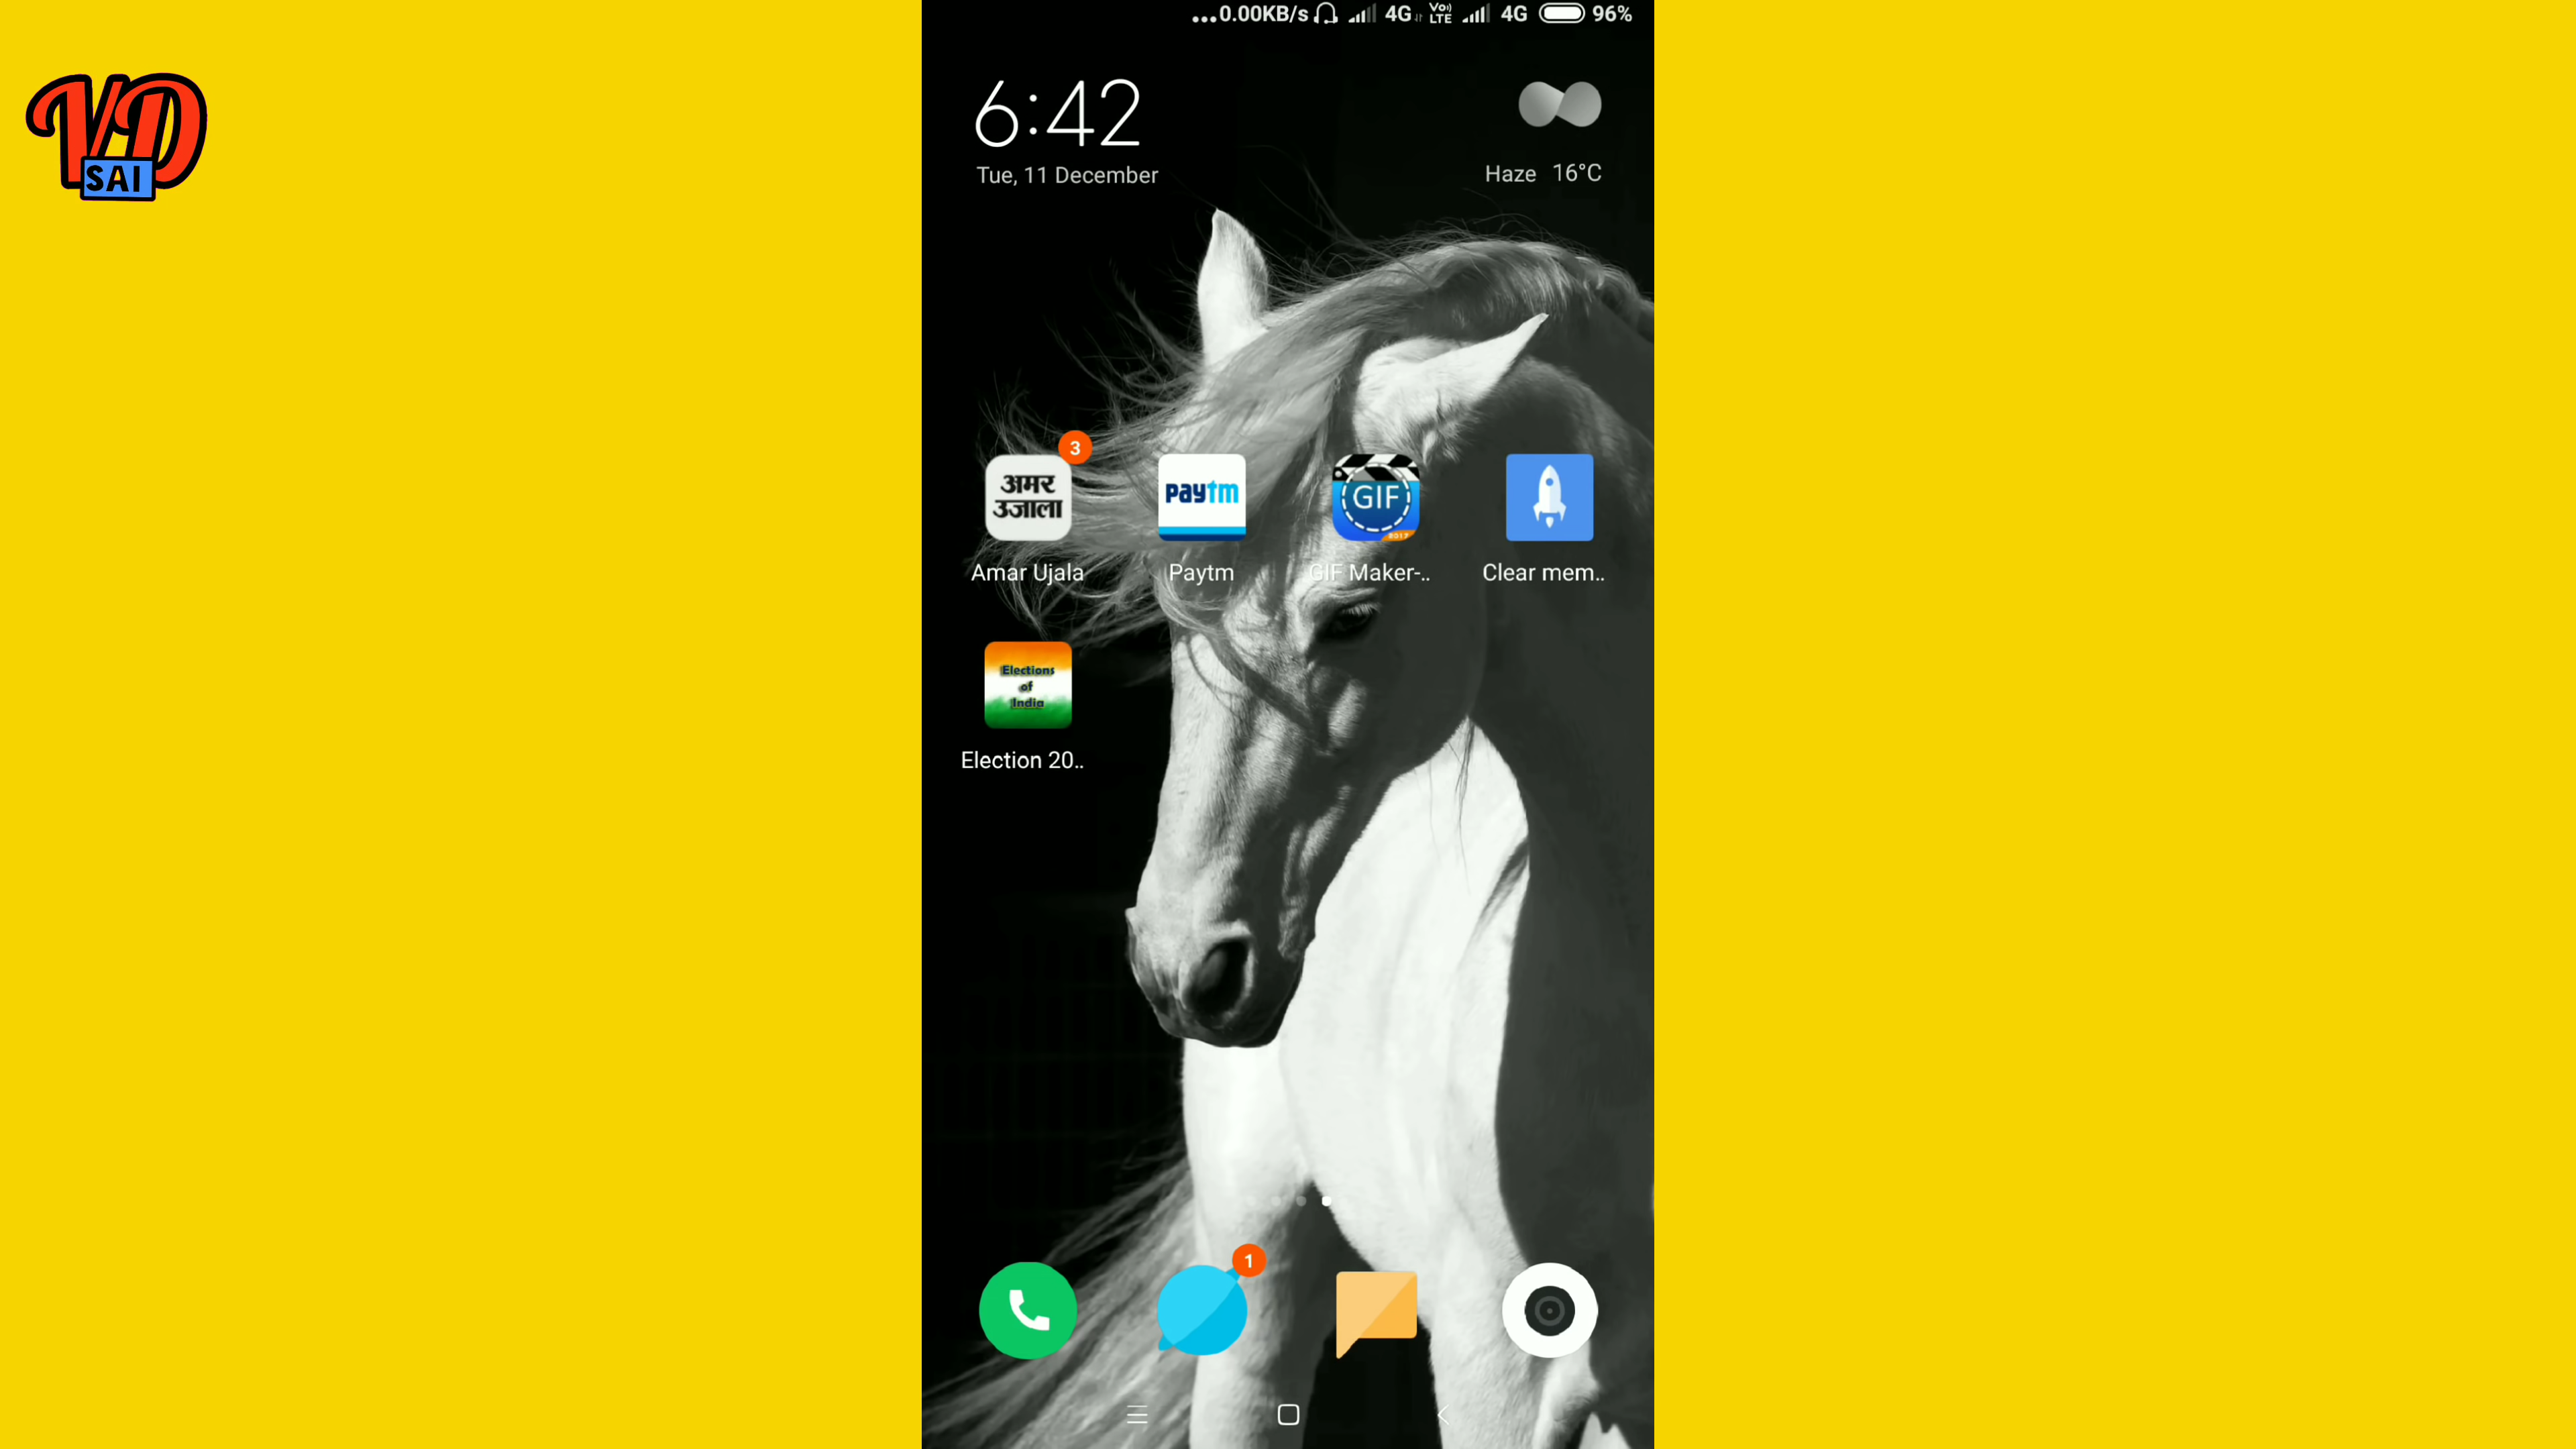 ...0.00KB/s 4G Vo) LTE 4G 96%
VD
SAI
6:42
Tue, 11 December
Haze 16°C
3
अमर
उजाला
paytm
GIF
2017
Amar Ujala
Paytm
GIF Maker-..
Clear mem..
Elections
of
India
Election 20..
1